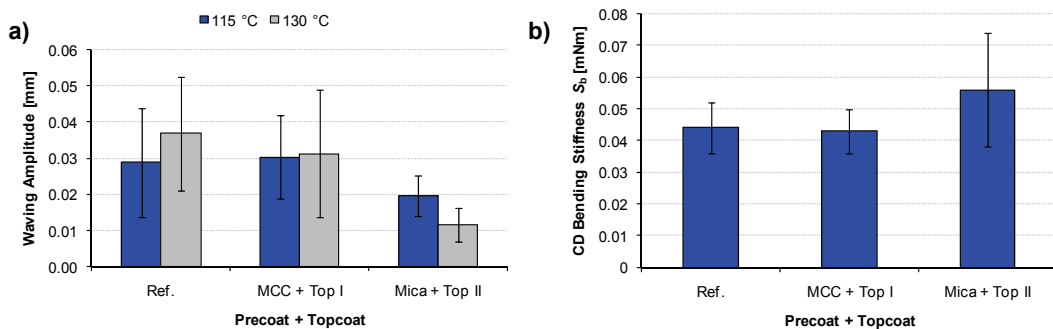 115 °C 130 °C
a)
Waving Amplitude [mm]
0.06
0.05
0.04
0.03
0.02
0.01
0.00
Ref. MCC + Top I Mica + Top II
Precoat + Topcoat
b)
CD Bending Stiffness Sb [mNm]
0.08
0.07
0.06
0.05
0.04
0.03
0.02
0.01
0
Ref. MCC + Top I Mica + Top II
Precoat + Topcoat